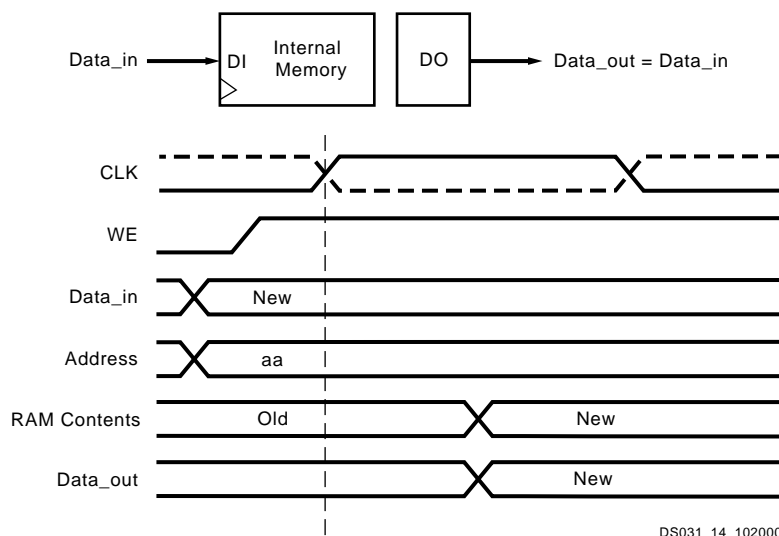 Data_in
DI
Internal
Memory
DO
Data_out = Data_in
CLK
WE
Data_in
New
Address
aa
RAM Contents
Old
New
Data_out
New
DS031_14_102000